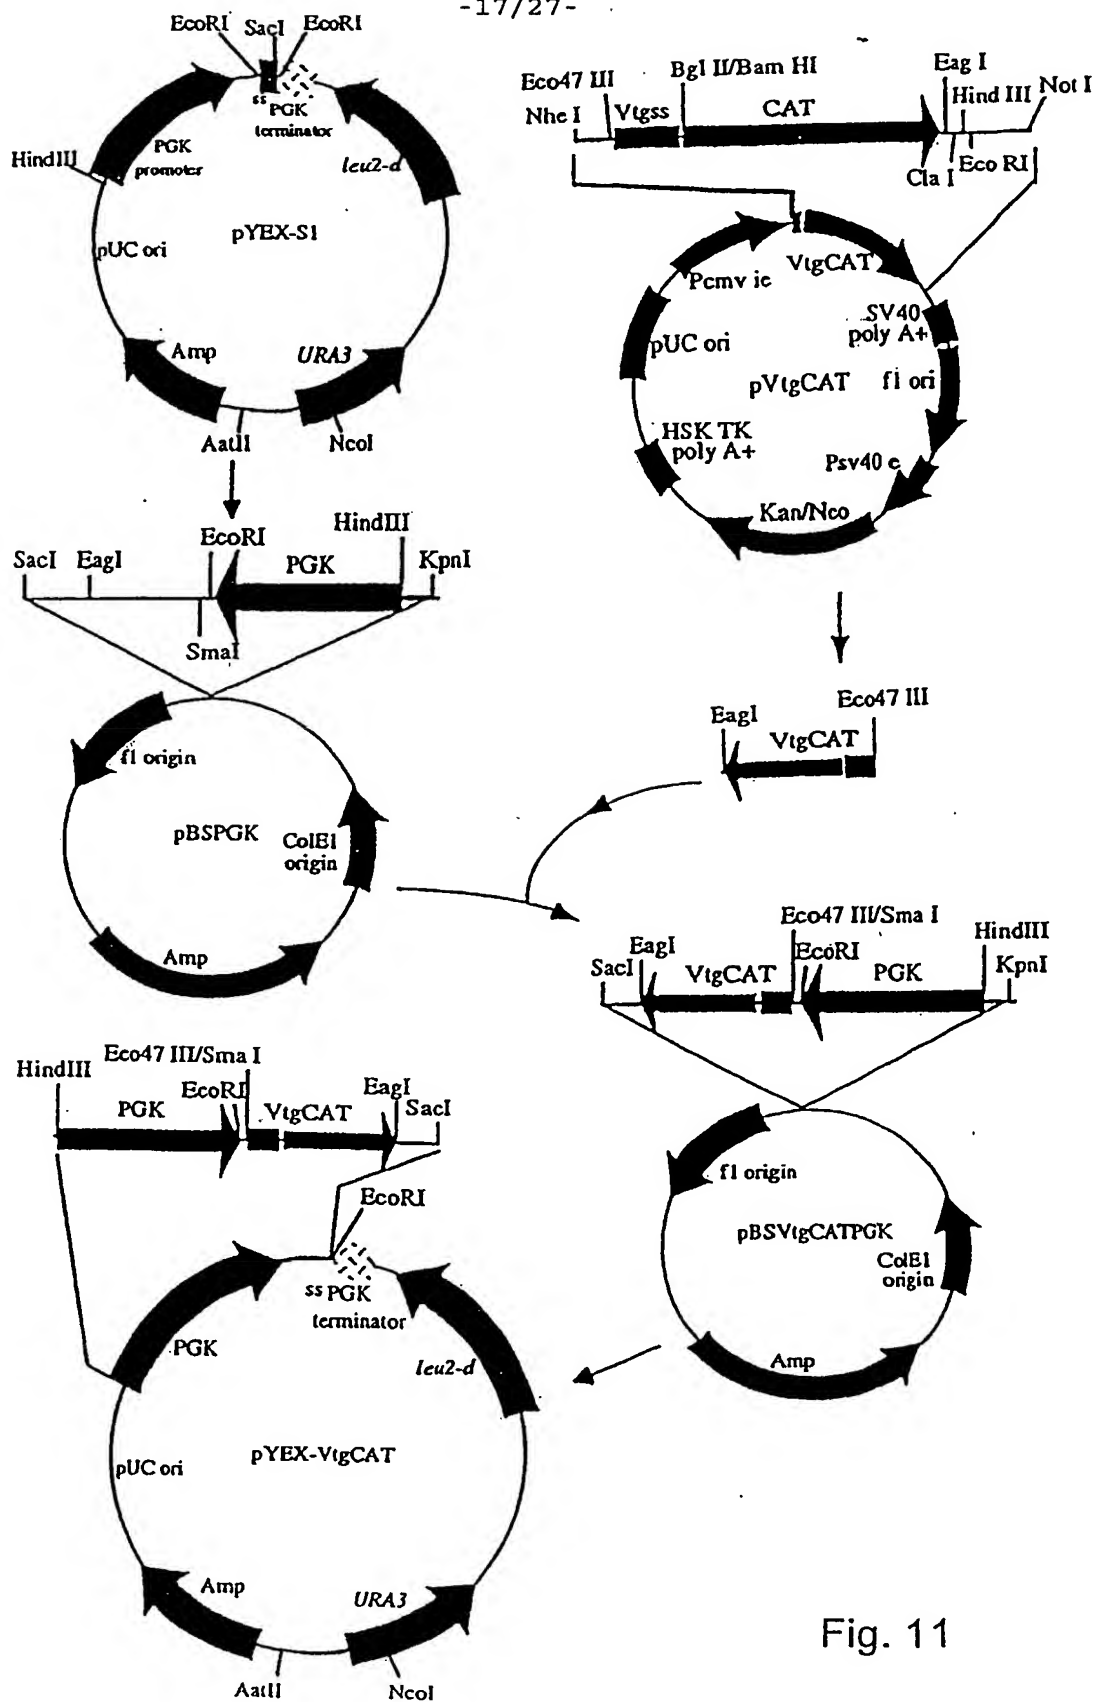 -17/27-
EcoRI
SacI
EcoRI
ss
PGK
terminator
HindIII
PGK
promoter
leu2-d
pUC ori
pYEX-S1
Amp
URA3
AatII
NcoI
Eco47 III
Bgl II/Bam HI
Eag I
Hind III
Not I
Nhe I
Vtgss
CAT
Cla I
Eco RI
Pcmv ie
VtgCAT
SV40
poly A+
pUC ori
pVtgCAT
f1 ori
HSK TK
poly A+
Psv40 e
Kan/Neo
SacI
EagI
EcoRI
PGK
HindIII
KpnI
SmaI
f1 origin
pBSPGK
ColE1
origin
Amp
EagI
Eco47 III
VtgCAT
Eco47 III/Sma I
SacI
EagI
VtgCAT
EcoRI
PGK
HindIII
KpnI
f1 origin
pBSVtgCATPGK
ColE1
origin
Amp
HindIII
Eco47 III/Sma I
PGK
EcoRI
VtgCAT
EagI
SacI
EcoRI
ss PGK
terminator
PGK
leu2-d
pUC ori
pYEX-VtgCAT
Amp
URA3
AatII
NcoI
Fig. 11